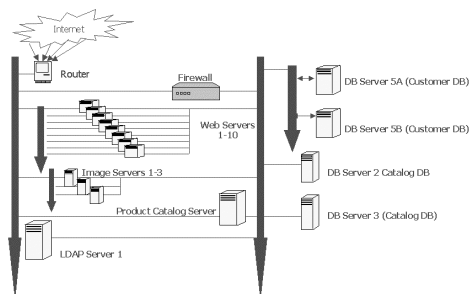 Internet
Router
Firewall
DB Server 5A (Customer DB)
Web Servers
1-10
DB Server 5B (Customer DB)
Image Servers 1-3
DB Server 2 Catalog DB
Product Catalog Server
DB Server 3 (Catalog DB)
LDAP Server 1